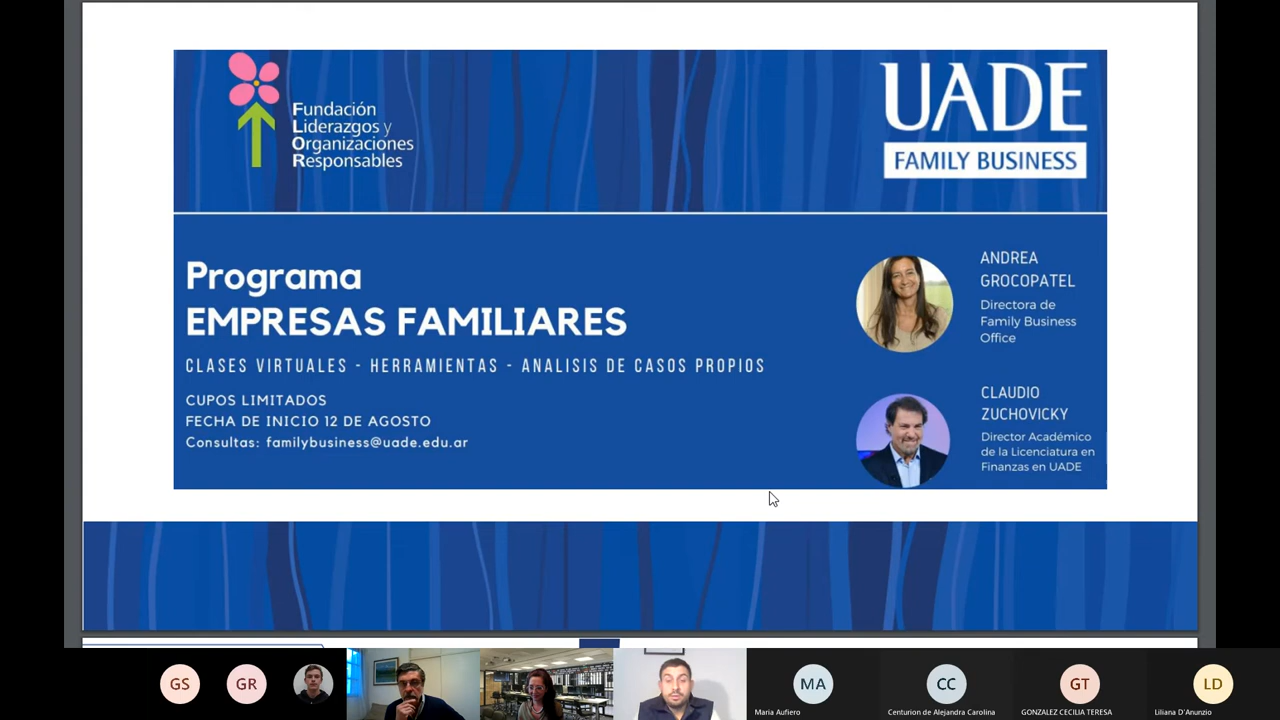 Fundación
Liderazgos y
Organizaciones
Responsables
UADE
FAMILY BUSINESS
Programa
EMPRESAS FAMILIARES
CLASES VIRTUALES - HERRAMIENTAS - ANALISIS DE CASOS PROPIOS
CUPOS LIMITADOS
FECHA DE INICIO 12 DE AGOSTO
Consultas: familybusiness@uade.edu.ar
ANDREA
GROCOPATEL
Directora de
Family Business
Office
CLAUDIO
ZUCHOVICKY
Director Académico
de la Licenciatura en
Finanzas en UADE
GS
GR
MA
CC
GT
LD
Maria Aufiero
Centurion de Alejandra Carolina
GONZALEZ CECILIA TERESA
Liliana D'Anunzio